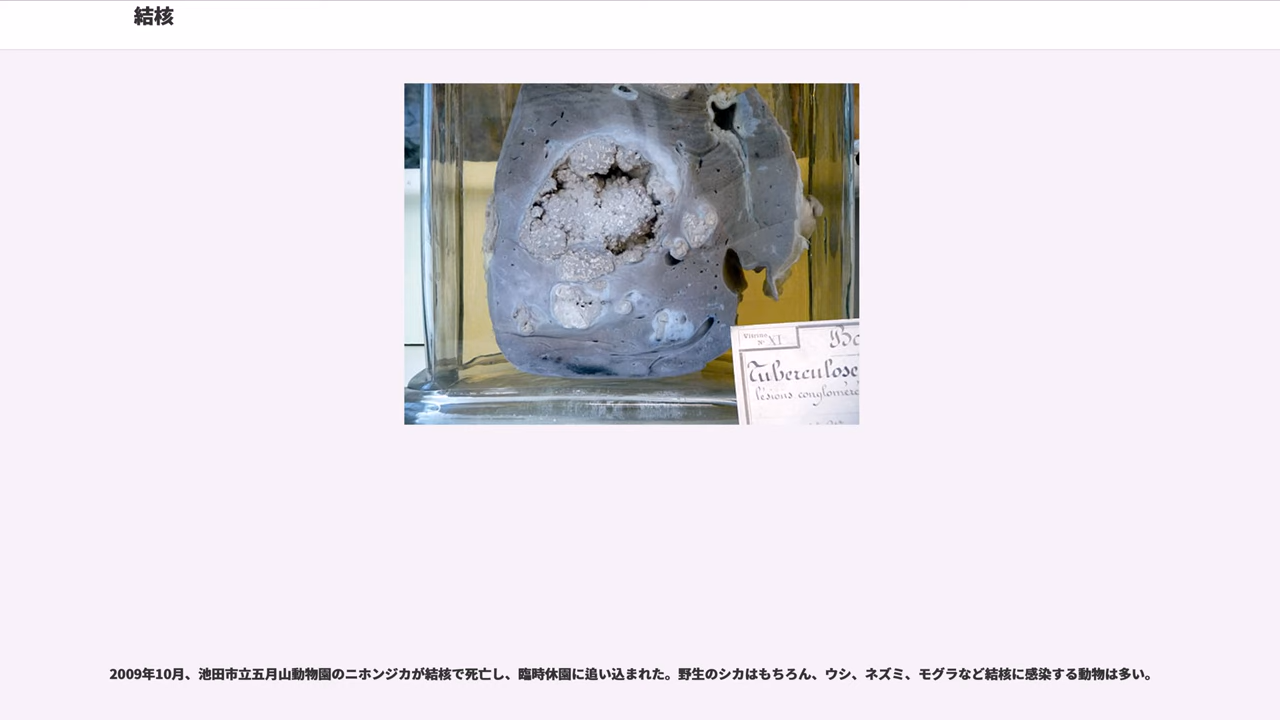 結核
Vitrine
N° XI
Tuberculose
lésions
2009年10月、池田市立五月山動物園のニホンジカが結核で死亡し、臨時休園に追い込まれた。野生のシカはもちろん、ウシ、ネズミ、モグラなど結核に感染する動物は多い。